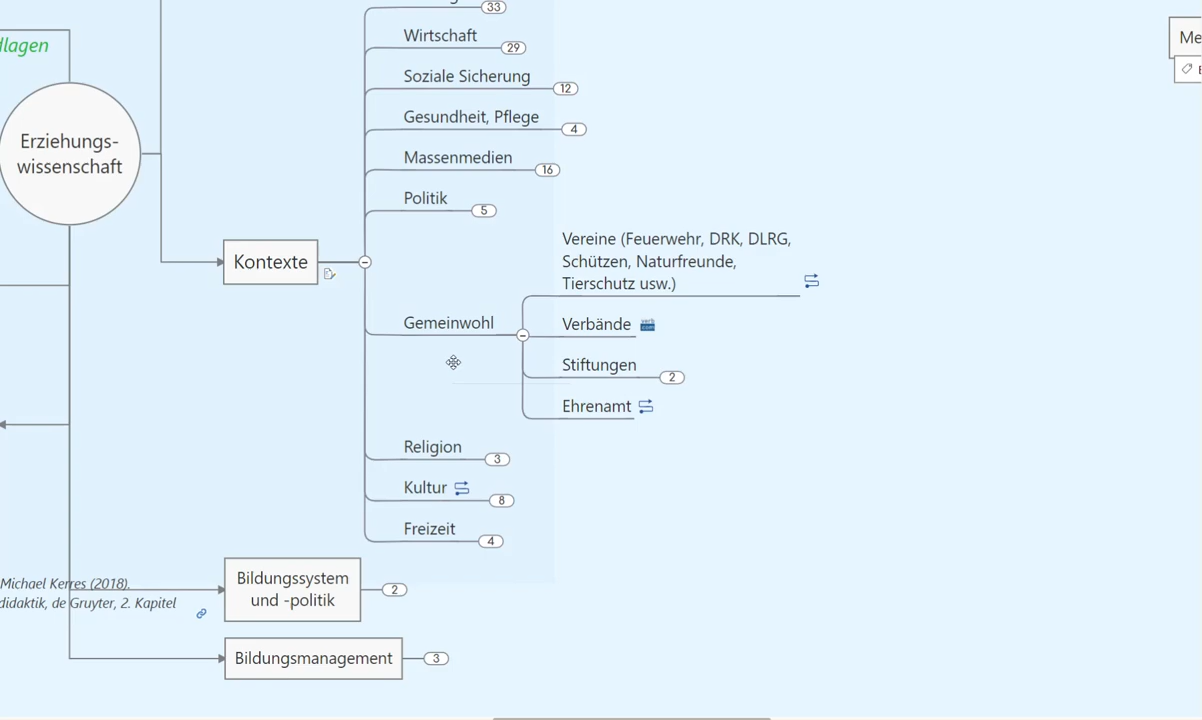 33
Wirtschaft
29
dlagen
Me
Soziale Sicherung
12
Gesundheit, Pflege
4
Erziehungs-
wissenschaft
Massenmedien
16
Politik
5
Kontexte
Vereine (Feuerwehr, DRK, DLRG,
Schützen, Naturfreunde,
Tierschutz usw.)
Gemeinwohl
Verbände
Stiftungen
2
Ehrenamt
Religion
3
Kultur
8
Freizeit
4
Michael Kerres (2018).
didaktik, de Gruyter, 2. Kapitel
Bildungssystem
und -politik
2
Bildungsmanagement
3